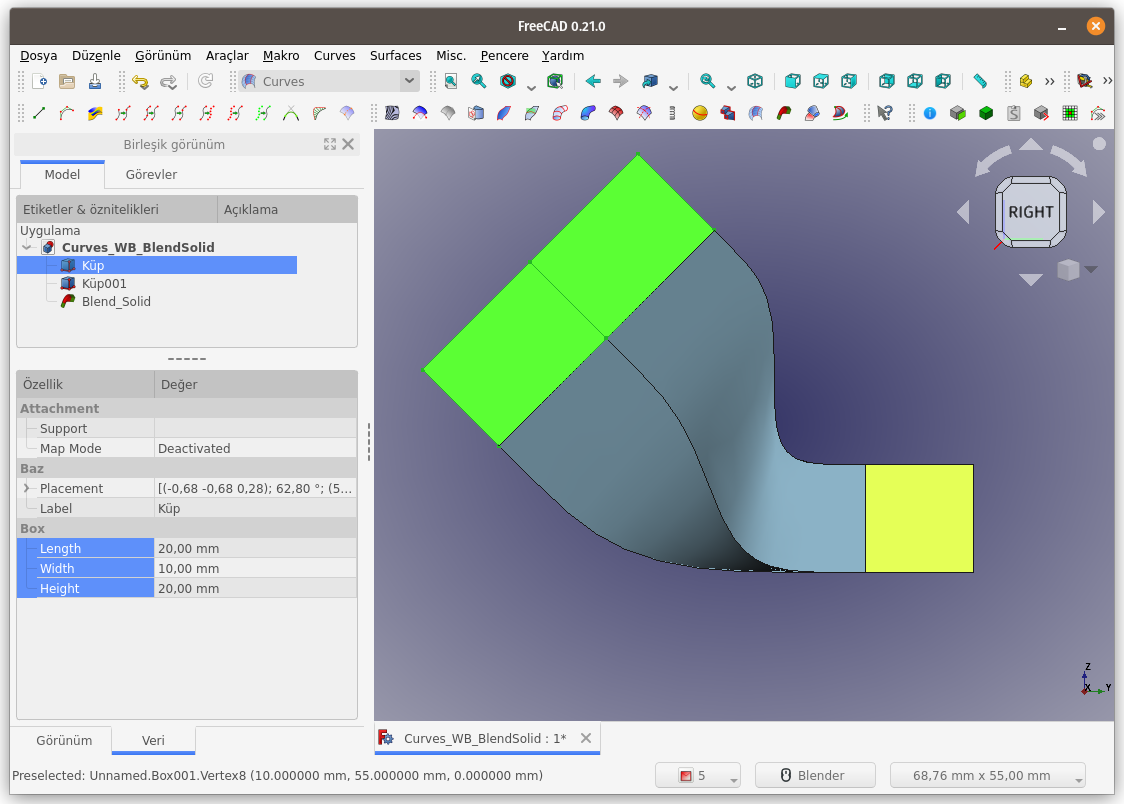 FreeCAD 0.21.0
Dosya Düzenle Görünüm Araçlar Makro Curves Surfaces Misc. Pencere Yardım
Curves
Birleşik görünüm
Model Görevler
Etiketler & öznitelikleri Açıklama
Uygulama
Curves_WB_BlendSolid
Küp
Küp001
Blend_Solid
Özellik Değer
Attachment
Support
Map Mode Deactivated
Baz
Placement [(-0,68 -0,68 0,28); 62,80 °; (5...
Label Küp
Box
Length 20,00 mm
Width 10,00 mm
Height 20,00 mm
Görünüm Veri
RIGHT
Z
X
Y
Curves_WB_BlendSolid : 1*
Preselected: Unnamed.Box001.Vertex8 (10.000000 mm, 55.000000 mm, 0.000000 mm)
5 Blender 68,76 mm x 55,00 mm